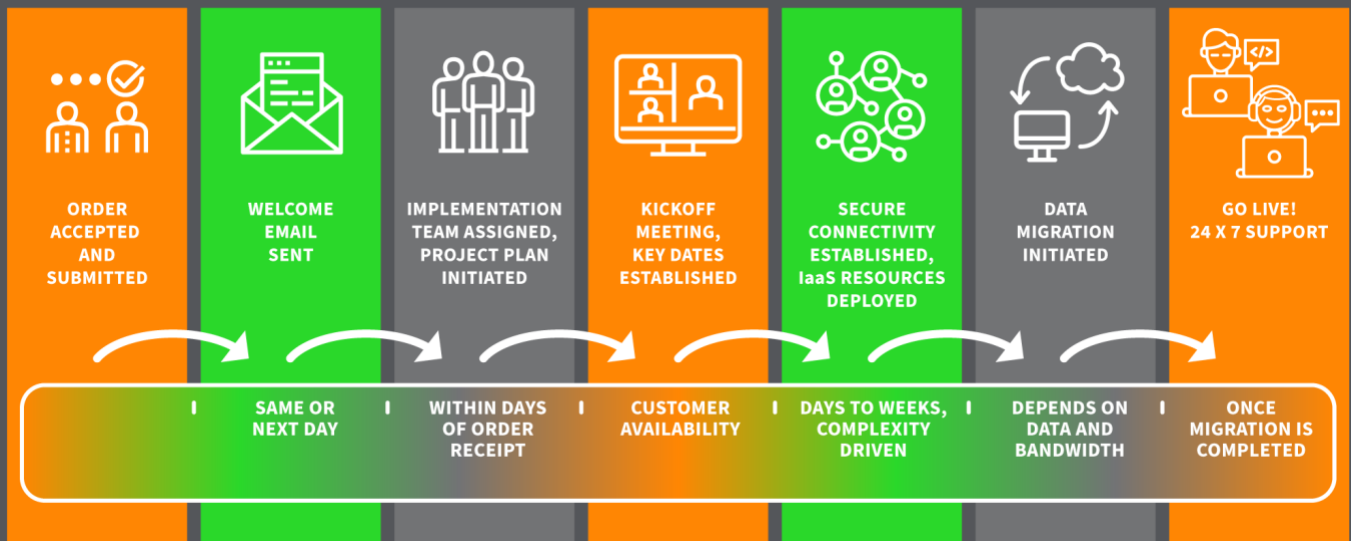 ORDER
ACCEPTED
AND
SUBMITTED
WELCOME
EMAIL
SENT
IMPLEMENTATION
TEAM ASSIGNED,
PROJECT PLAN
INITIATED
KICKOFF
MEETING,
KEY DATES
ESTABLISHED
SECURE
CONNECTIVITY
ESTABLISHED,
IaaS RESOURCES
DEPLOYED
DATA
MIGRATION
INITIATED
GO LIVE!
24 X 7 SUPPORT
SAME OR
NEXT DAY
WITHIN DAYS
OF ORDER
RECEIPT
CUSTOMER
AVAILABILITY
DAYS TO WEEKS,
COMPLEXITY
DRIVEN
DEPENDS ON
DATA AND
BANDWIDTH
ONCE
MIGRATION IS
COMPLETED